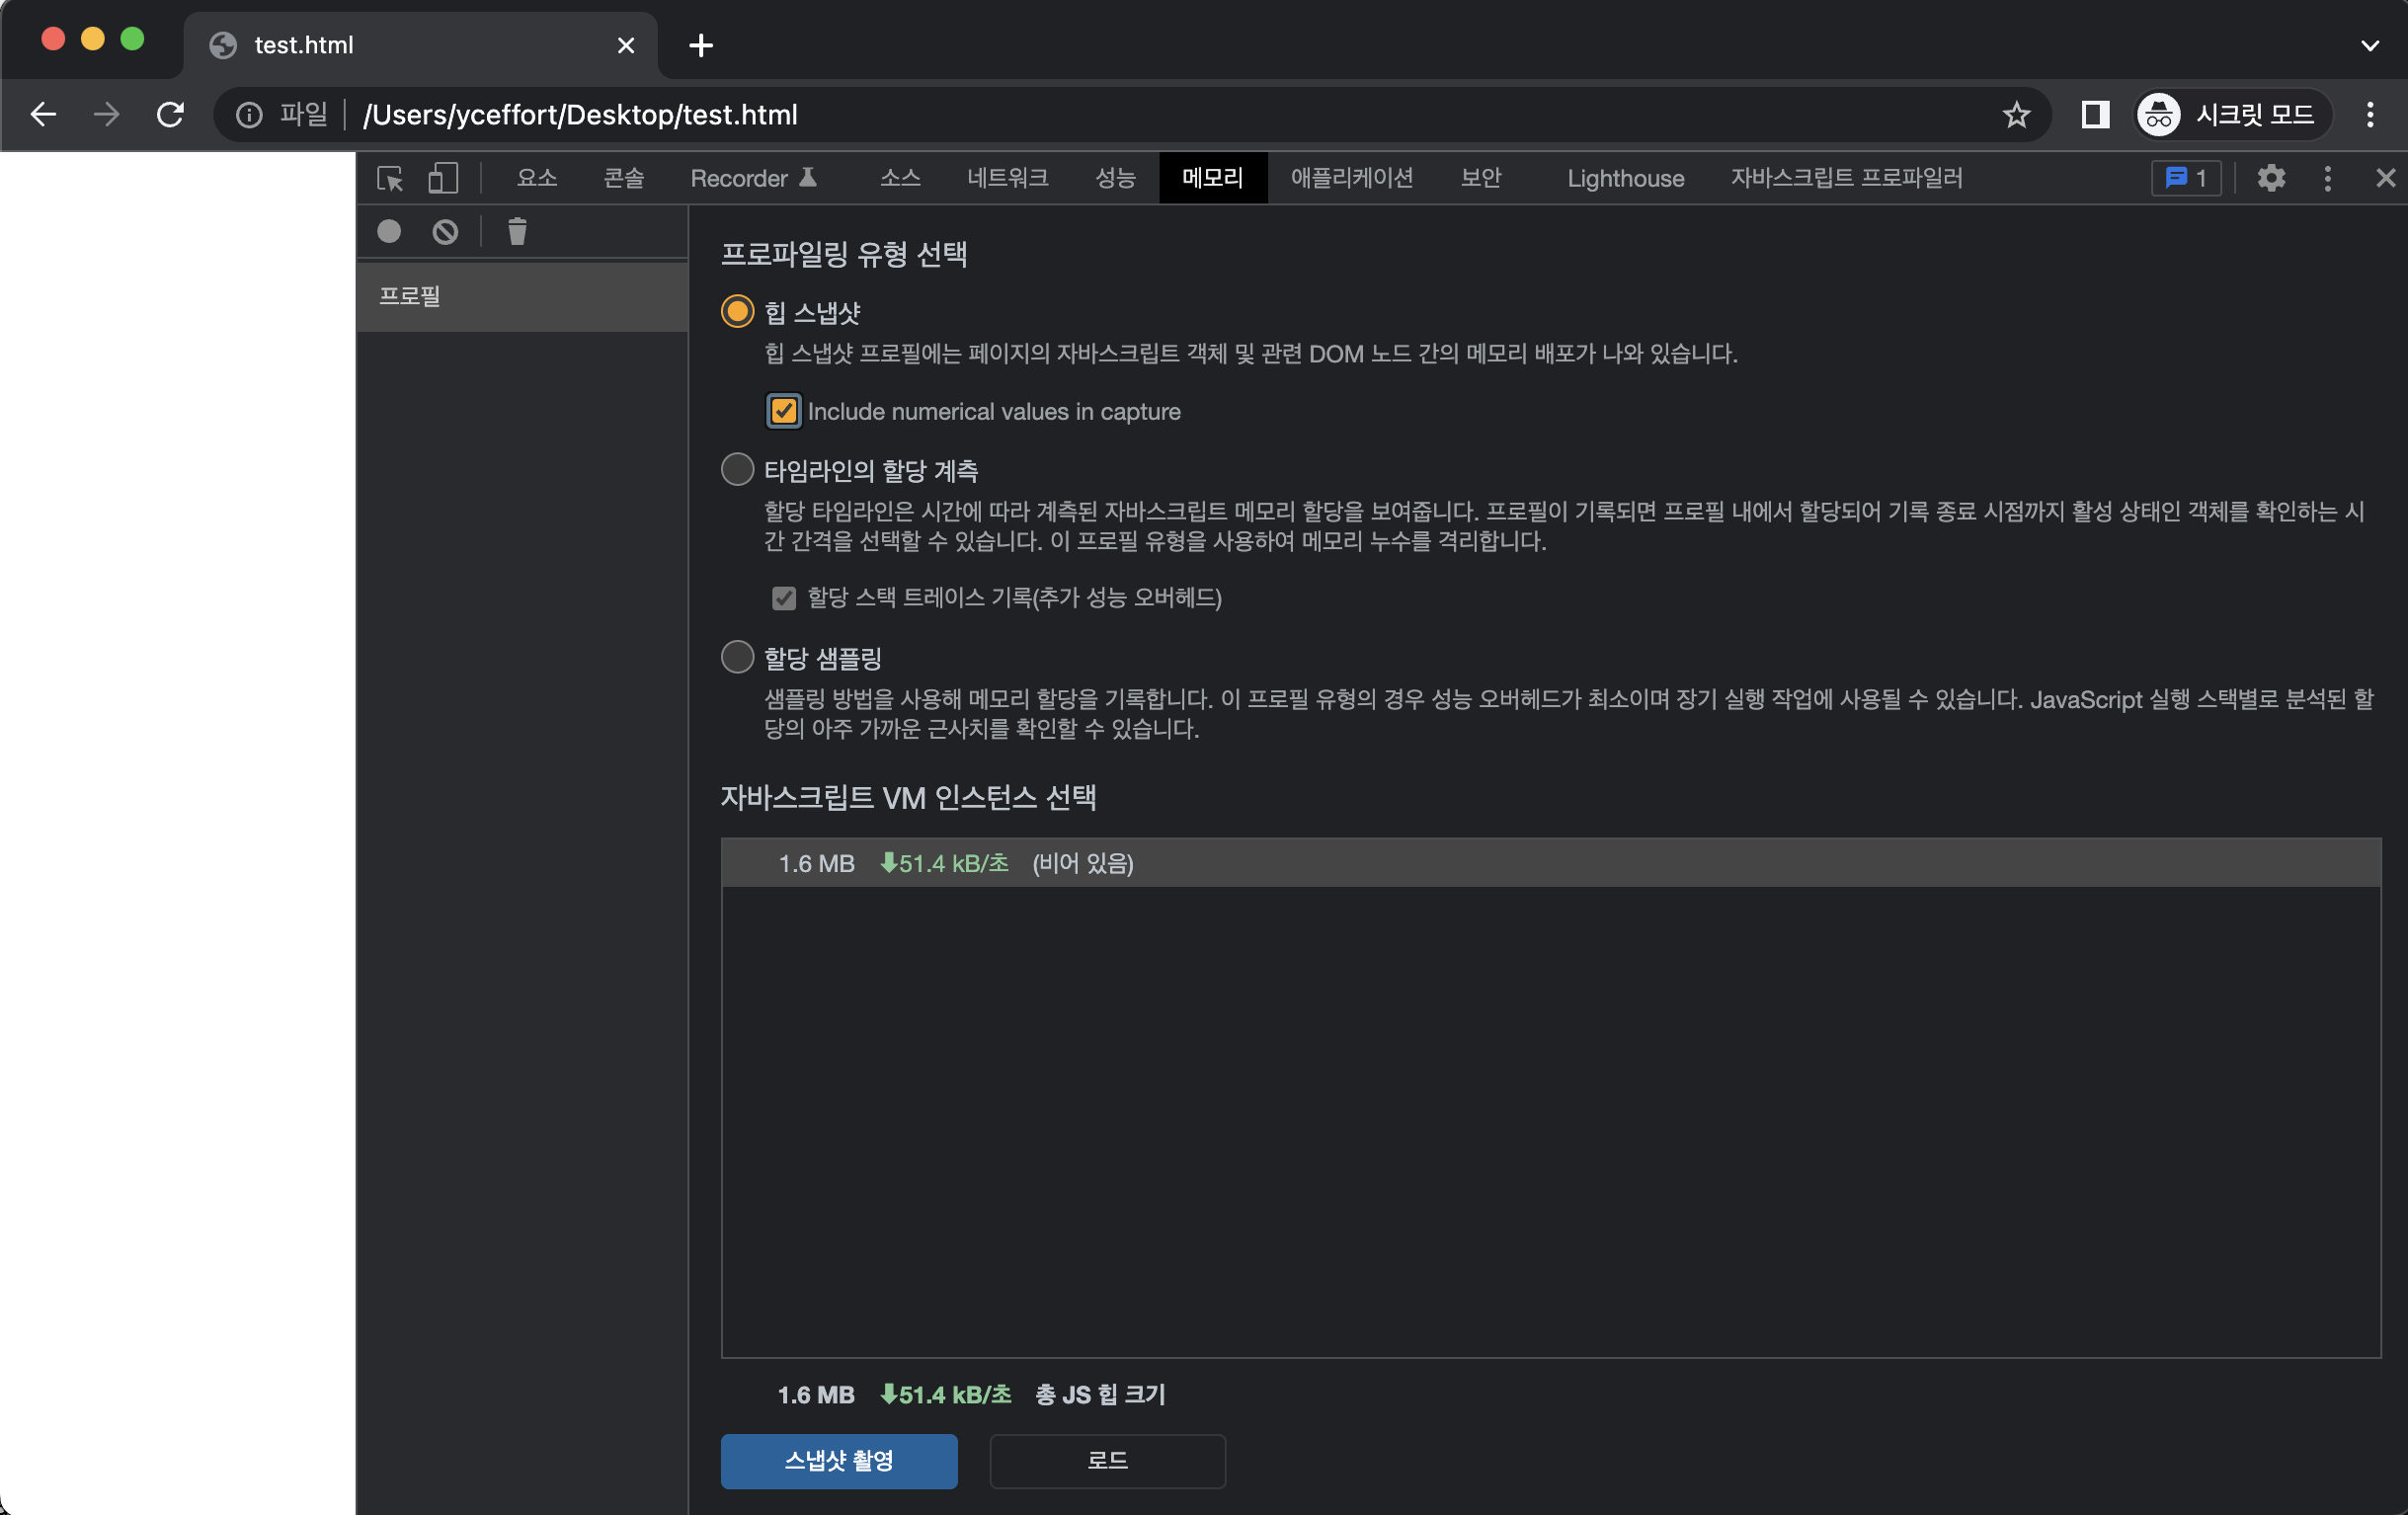 test.html
파일 /Users/yceffort/Desktop/test.html 시크릿 모드
요소 콘솔 Recorder 소스 네트워크 성능 메모리 애플리케이션 보안 Lighthouse 자바스크립트 프로파일러 1
프로필
프로파일링 유형 선택
힙 스냅샷
힙 스냅샷 프로필에는 페이지의 자바스크립트 객체 및 관련 DOM 노드 간의 메모리 배포가 나와 있습니다.
Include numerical values in capture
타임라인의 할당 계측
할당 타임라인은 시간에 따라 계측된 자바스크립트 메모리 할당을 보여줍니다. 프로필이 기록되면 프로필 내에서 할당되어 기록 종료 시점까지 활성 상태인 객체를 확인하는 시
간 간격을 선택할 수 있습니다. 이 프로필 유형을 사용하여 메모리 누수를 격리합니다.
할당 스택 트레이스 기록(추가 성능 오버헤드)
할당 샘플링
샘플링 방법을 사용해 메모리 할당을 기록합니다. 이 프로필 유형의 경우 성능 오버헤드가 최소이며 장기 실행 작업에 사용될 수 있습니다. JavaScript 실행 스택별로 분석된 할
당의 아주 가까운 근사치를 확인할 수 있습니다.
자바스크립트 VM 인스턴스 선택
1.6 MB 51.4 kB/초 (비어 있음)
1.6 MB 51.4 kB/초 총 JS 힙 크기
스냅샷 촬영 로드